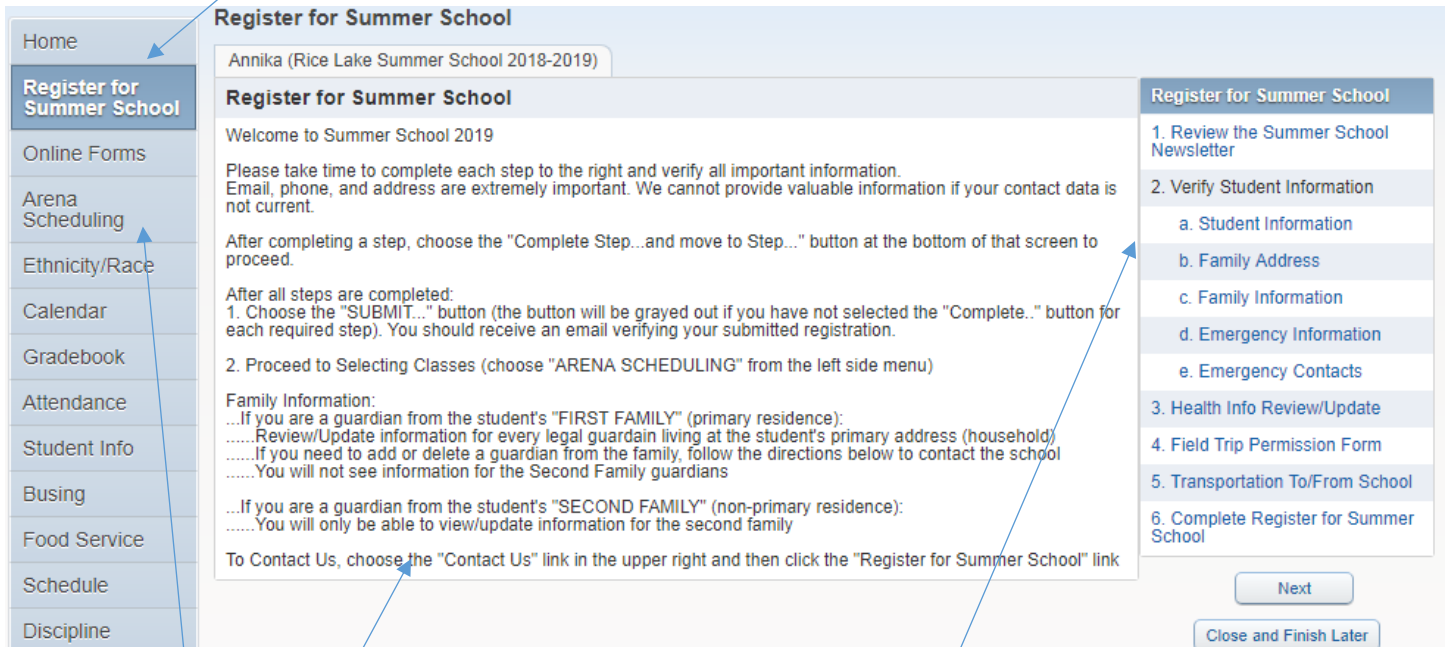 Home
Register for
Summer School
Online Forms
Arena
Scheduling
Ethnicity/Race
Calendar
Gradebook
Attendance
Student Info
Busing
Food Service
Schedule
Discipline
Register for Summer School
Annika (Rice Lake Summer School 2018-2019)
Register for Summer School
Welcome to Summer School 2019
Please take time to complete each step to the right and verify all important information.
Email, phone, and address are extremely important. We cannot provide valuable information if your contact data is
not current.
After completing a step, choose the "Complete Step...and move to Step..." button at the bottom of that screen to
proceed.
After all steps are completed:
1. Choose the "SUBMIT..." button (the button will be grayed out if you have not selected the "Complete.." button for
each required step). You should receive an email verifying your submitted registration.
2. Proceed to Selecting Classes (choose "ARENA SCHEDULING" from the left side menu)
Family Information:
...If you are a guardian from the student's "FIRST FAMILY" (primary residence):
......Review/Update information for every legal guardain living at the student's primary address (household)
......If you need to add or delete a guardian from the family, follow the directions below to contact the school
......You will not see information for the Second Family guardians
...If you are a guardian from the student's "SECOND FAMILY" (non-primary residence):
......You will only be able to view/update information for the second family
To Contact Us, choose the "Contact Us" link in the upper right and then click the "Register for Summer School" link
Register for Summer School
1. Review the Summer School
Newsletter
2. Verify Student Information
a. Student Information
b. Family Address
c. Family Information
d. Emergency Information
e. Emergency Contacts
3. Health Info Review/Update
4. Field Trip Permission Form
5. Transportation To/From School
6. Complete Register for Summer
School
Next
Close and Finish Later